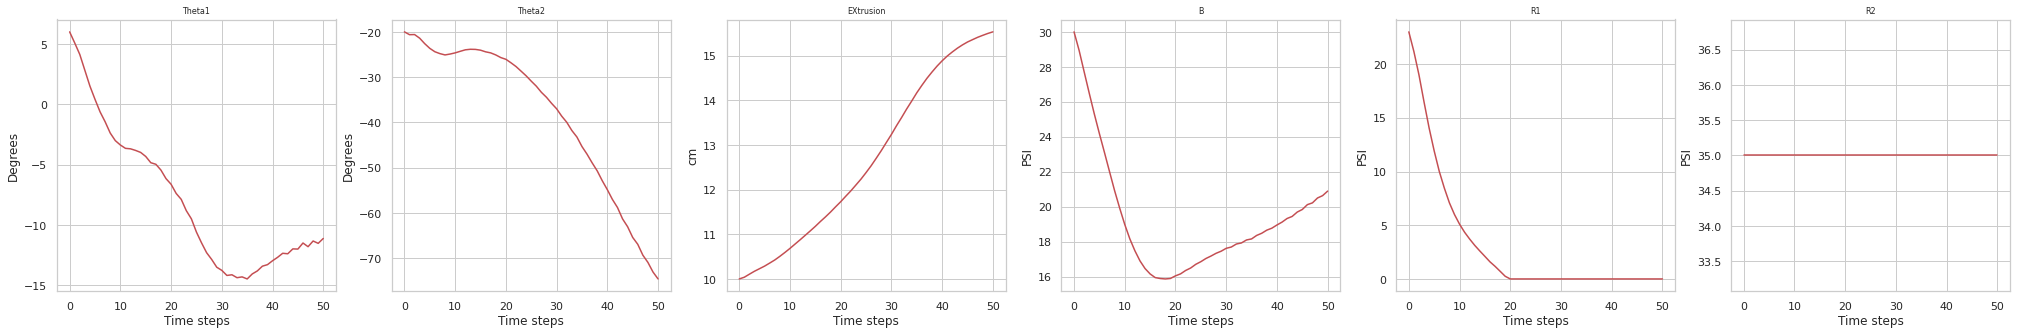 Theta1
Degrees
5
0
−5
−10
−15
0 10 20 30 40 50
Time steps
Theta2
Degrees
−20
−30
−40
−50
−60
−70
0 10 20 30 40 50
Time steps
EXtrusion
cm
15
14
13
12
11
10
0 10 20 30 40 50
Time steps
B
PSI
30
28
26
24
22
20
18
16
0 10 20 30 40 50
Time steps
R1
PSI
20
15
10
5
0
0 10 20 30 40 50
Time steps
R2
PSI
36.5
36.0
35.5
35.0
34.5
34.0
33.5
0 10 20 30 40 50
Time steps